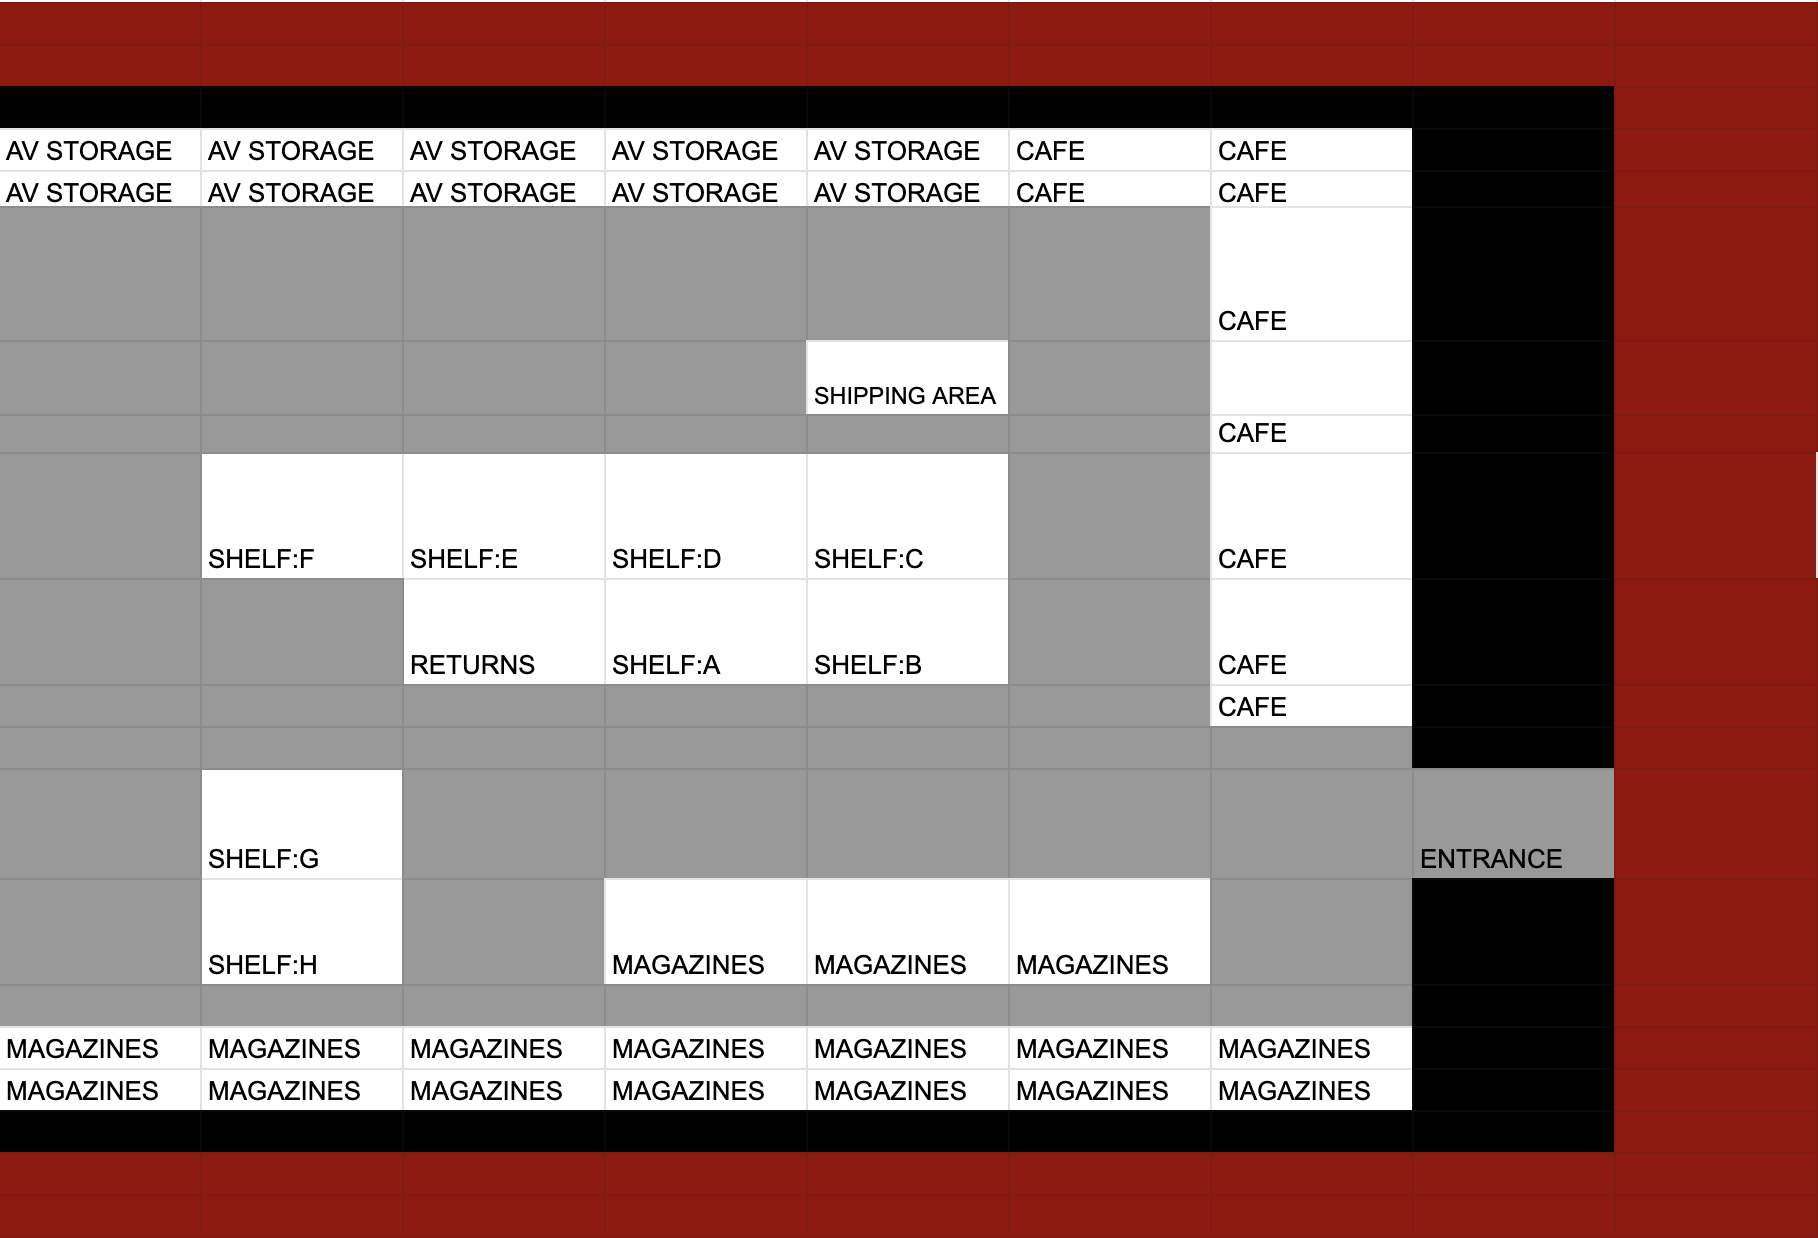 AV STORAGE AV STORAGE AV STORAGE AV STORAGE AV STORAGE CAFE CAFE
AV STORAGE AV STORAGE AV STORAGE AV STORAGE AV STORAGE CAFE CAFE
CAFE
SHIPPING AREA
CAFE
SHELF:F SHELF:E SHELF:D SHELF:C CAFE
RETURNS SHELF:A SHELF:B CAFE
CAFE
SHELF:G ENTRANCE
SHELF:H MAGAZINES MAGAZINES MAGAZINES
MAGAZINES MAGAZINES MAGAZINES MAGAZINES MAGAZINES MAGAZINES MAGAZINES
MAGAZINES MAGAZINES MAGAZINES MAGAZINES MAGAZINES MAGAZINES MAGAZINES